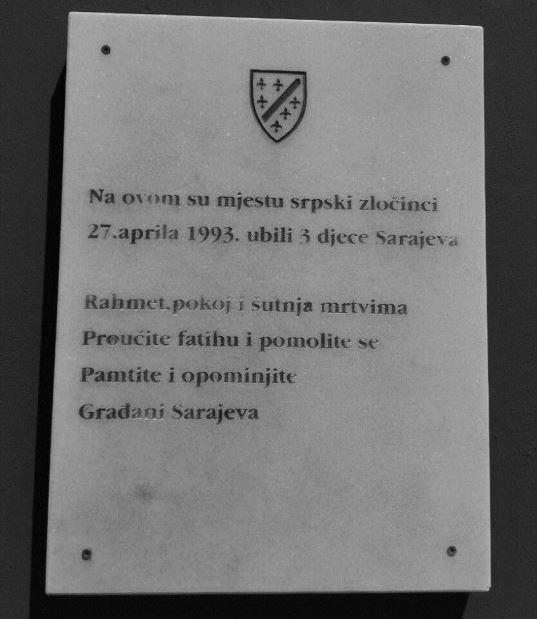 Na ovom su mjestu srpski zločinci
27.aprila 1993. ubili 3 djece Sarajeva
Rahmet,pokoj i šutnja mrtvima
Proučite fatihu i pomolite se
Pamtite i opominjite
Građani Sarajeva